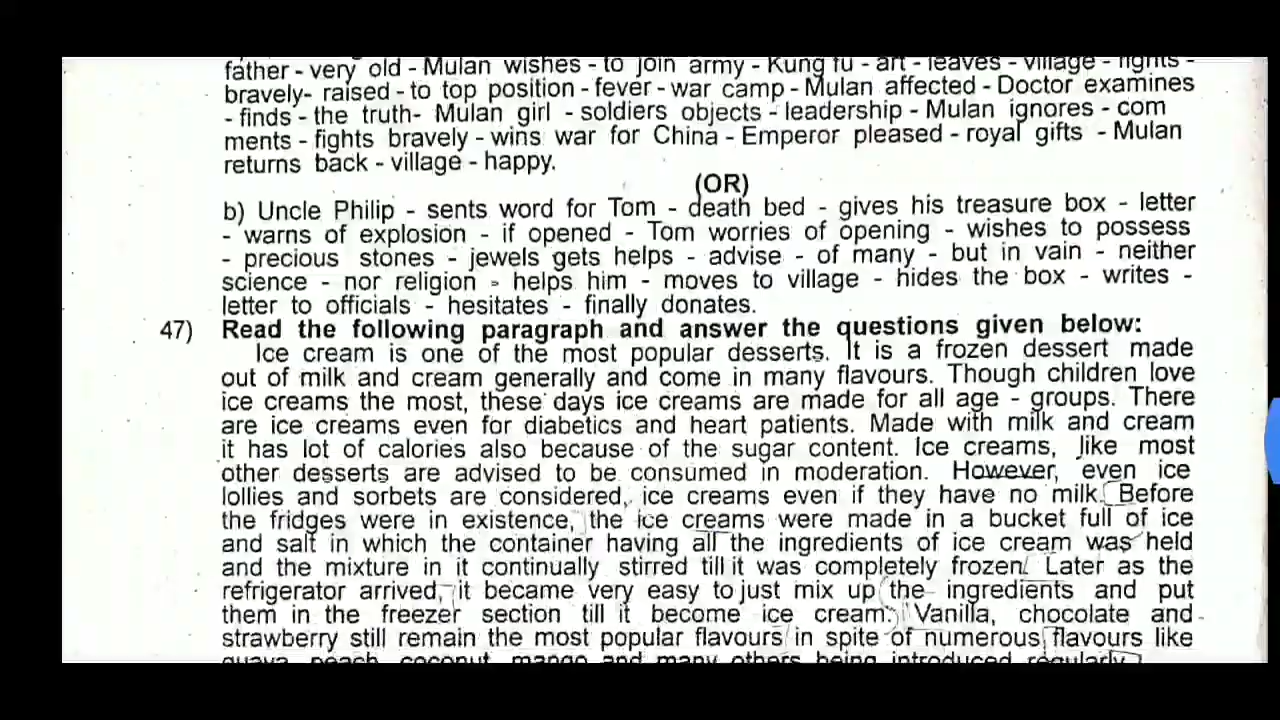 father - very old - Mulan wishes - to join army - Kung fu - art - leaves - village - fights -
bravely- raised - to top position - fever - war camp - Mulan affected - Doctor examines
- finds - the truth- Mulan girl - soldiers objects - leadership - Mulan ignores - com
ments - fights bravely - wins war for China - Emperor pleased - royal gifts - Mulan
returns back - village - happy.
(OR)
b) Uncle Philip - sents word for Tom - death bed - gives his treasure box - letter
- warns of explosion - if opened - Tom worries of opening - wishes to possess
- precious stones - jewels gets helps - advise - of many - but in vain - neither
science - nor religion - helps him - moves to village - hides the box - writes -
letter to officials - hesitates - finally donates.
47) Read the following paragraph and answer the questions given below:
Ice cream is one of the most popular desserts. It is a frozen dessert made
out of milk and cream generally and come in many flavours. Though children love
ice creams the most, these days ice creams are made for all age - groups. There
are ice creams even for diabetics and heart patients. Made with milk and cream
it has lot of calories also because of the sugar content. Ice creams, like most
other desserts are advised to be consumed in moderation. However, even ice
lollies and sorbets are considered, ice creams even if they have no milk. Before
the fridges were in existence, the ice creams were made in a bucket full of ice
and salt in which the container having all the ingredients of ice cream was held
and the mixture in it continually stirred till it was completely frozen. Later as the
refrigerator arrived, it became very easy to just mix up the ingredients and put
them in the freezer section till it become ice cream. Vanilla, chocolate and
strawberry still remain the most popular flavours in spite of numerous flavours like
guava, peach, coconut, mango and many others being introduced regularly.